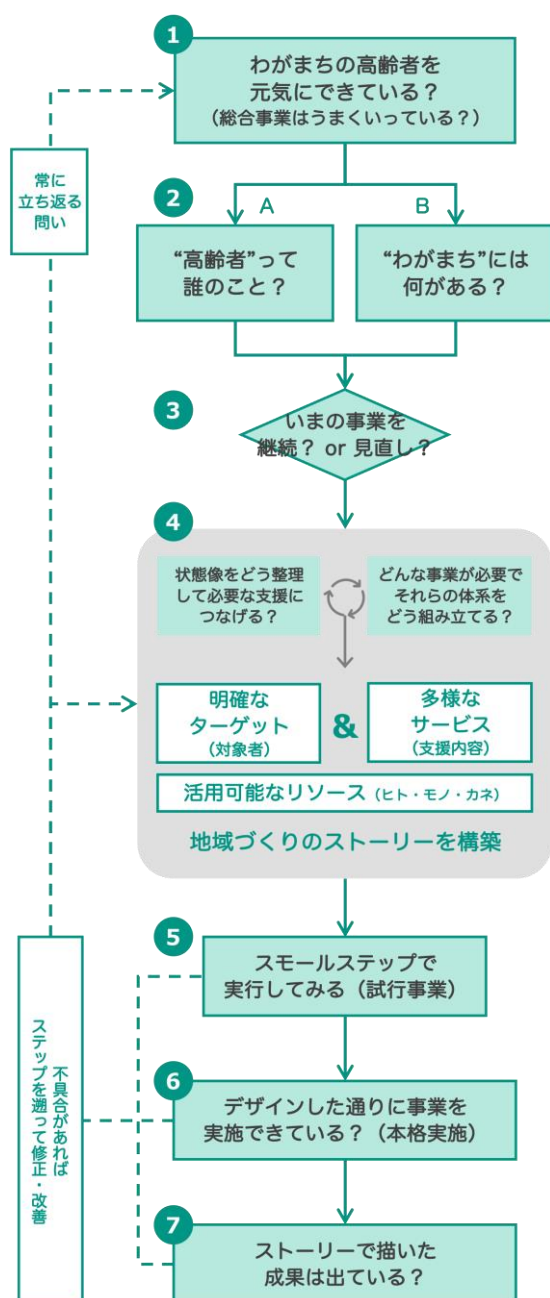 1
わがまちの高齢者を
元気にできている？
（総合事業はうまくいっている？）
常に
立ち返る
問い
2
A
B
“高齢者”って
誰のこと？
“わがまち”には
何がある？
3
いまの事業を
継続？ or 見直し？
4
状態像をどう整理
して必要な支援に
つなげる？
どんな事業が必要で
それらの体系を
どう組み立てる？
明確な
ターゲット
（対象者）
&
多様な
サービス
（支援内容）
活用可能なリソース（ヒト・モノ・カネ）
地域づくりのストーリーを構築
5
スモールステップで
実行してみる（試行事業）
不具合があれば
ステップを遡って修正・改善
6
デザインした通りに事業を
実施できている？（本格実施）
7
ストーリーで描いた
成果は出ている？